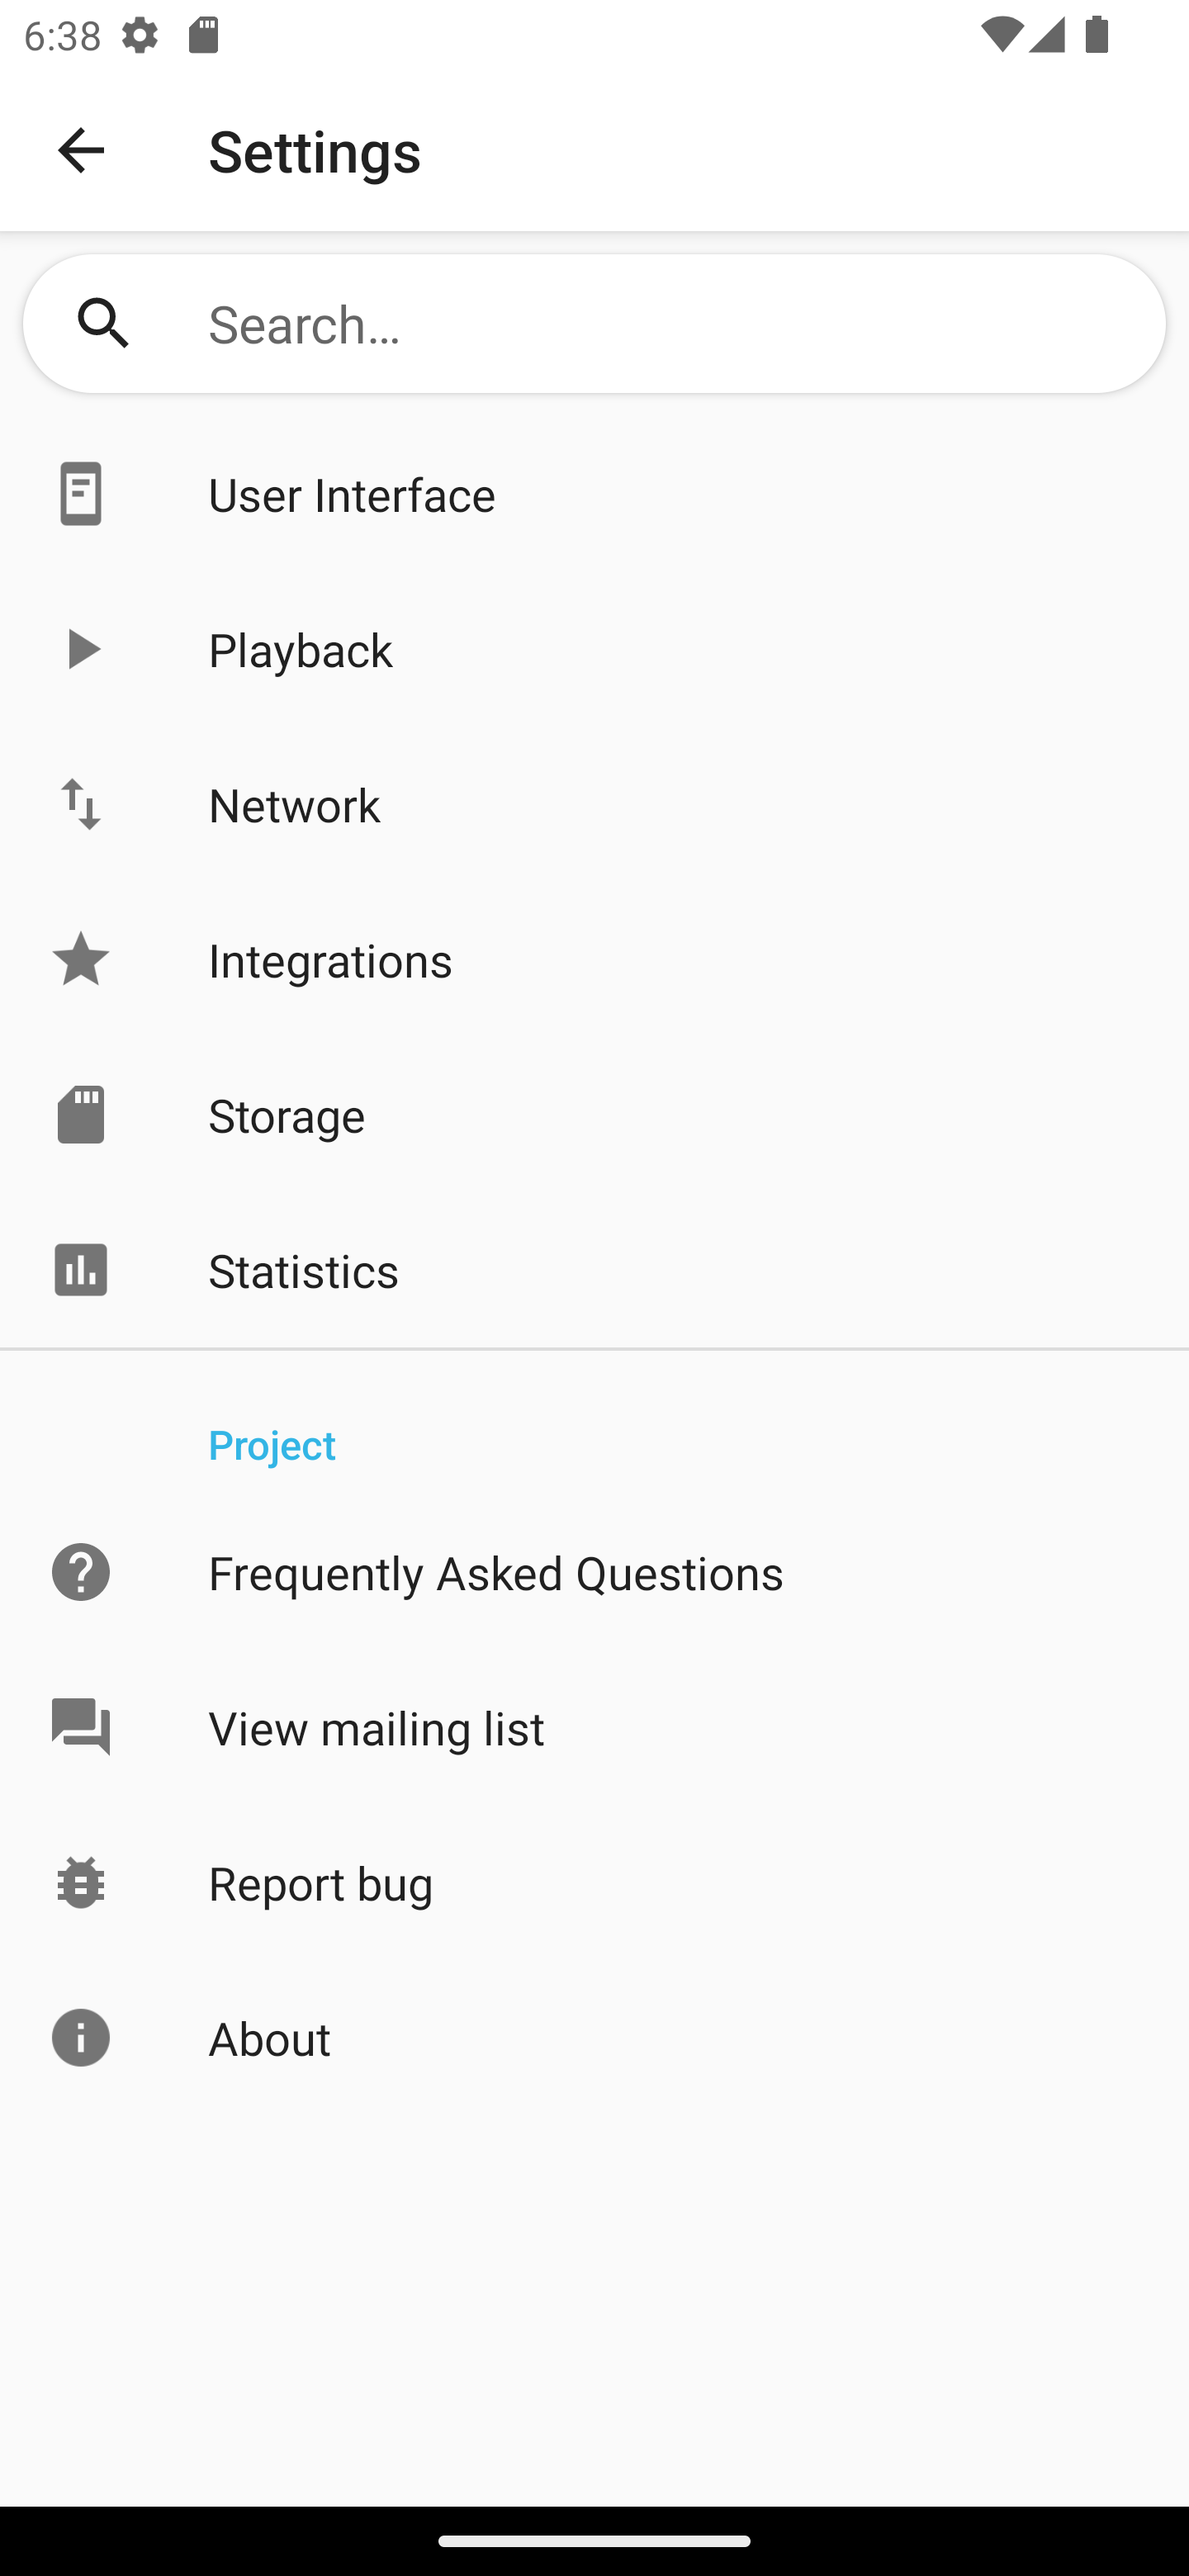 6:38
Settings
Search…
User Interface
Playback
Network
Integrations
Storage
Statistics
Project
Frequently Asked Questions
View mailing list
Report bug
About